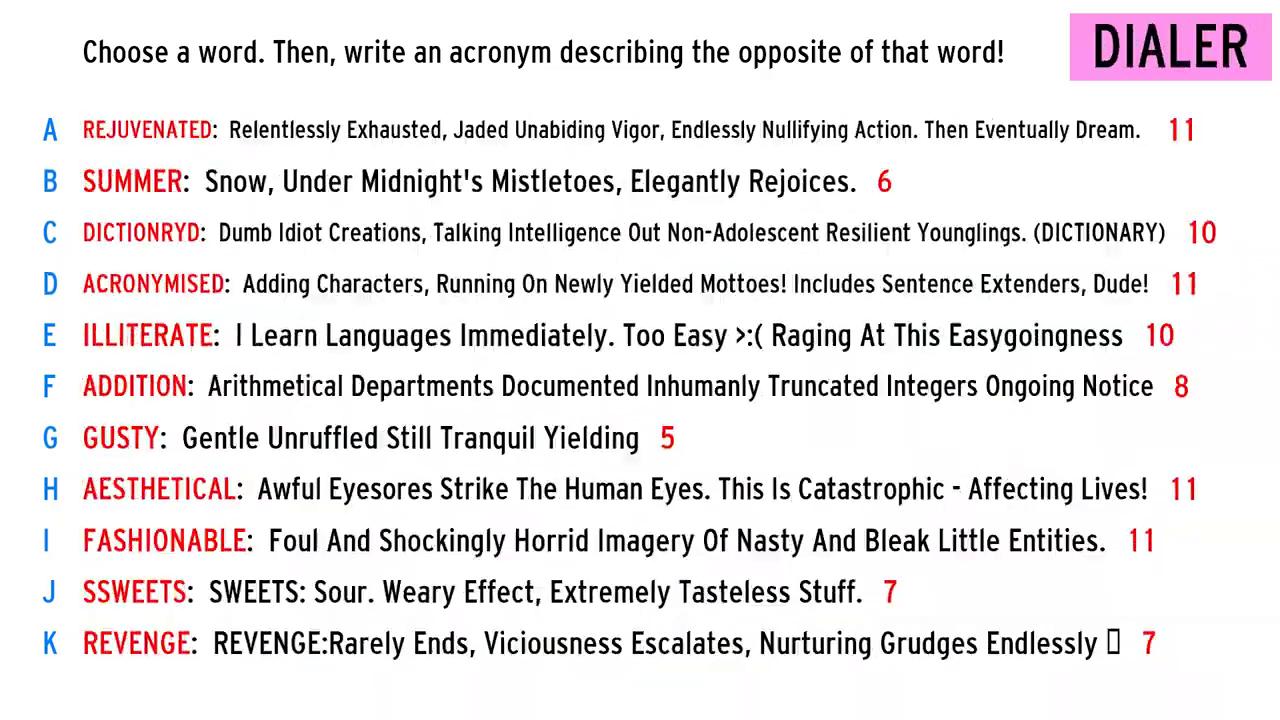 Choose a word. Then, write an acronym describing the opposite of that word!
DIALER
A REJUVENATED: Relentlessly Exhausted, Jaded Unabiding Vigor, Endlessly Nullifying Action. Then Eventually Dream. 11
B SUMMER: Snow, Under Midnight's Mistletoes, Elegantly Rejoices. 6
C DICTIONRYD: Dumb Idiot Creations, Talking Intelligence Out Non-Adolescent Resilient Younglings. (DICTIONARY) 10
D ACRONYMISED: Adding Characters, Running On Newly Yielded Mottoes! Includes Sentence Extenders, Dude! 11
E ILLITERATE: I Learn Languages Immediately. Too Easy >:( Raging At This Easygoingness 10
F ADDITION: Arithmetical Departments Documented Inhumanly Truncated Integers Ongoing Notice 8
G GUSTY: Gentle Unruffled Still Tranquil Yielding 5
H AESTHETICAL: Awful Eyesores Strike The Human Eyes. This Is Catastrophic - Affecting Lives! 11
I FASHIONABLE: Foul And Shockingly Horrid Imagery Of Nasty And Bleak Little Entities. 11
J SSWEETS: SWEETS: Sour. Weary Effect, Extremely Tasteless Stuff. 7
K REVENGE: REVENGE:Rarely Ends, Viciousness Escalates, Nurturing Grudges Endlessly 7